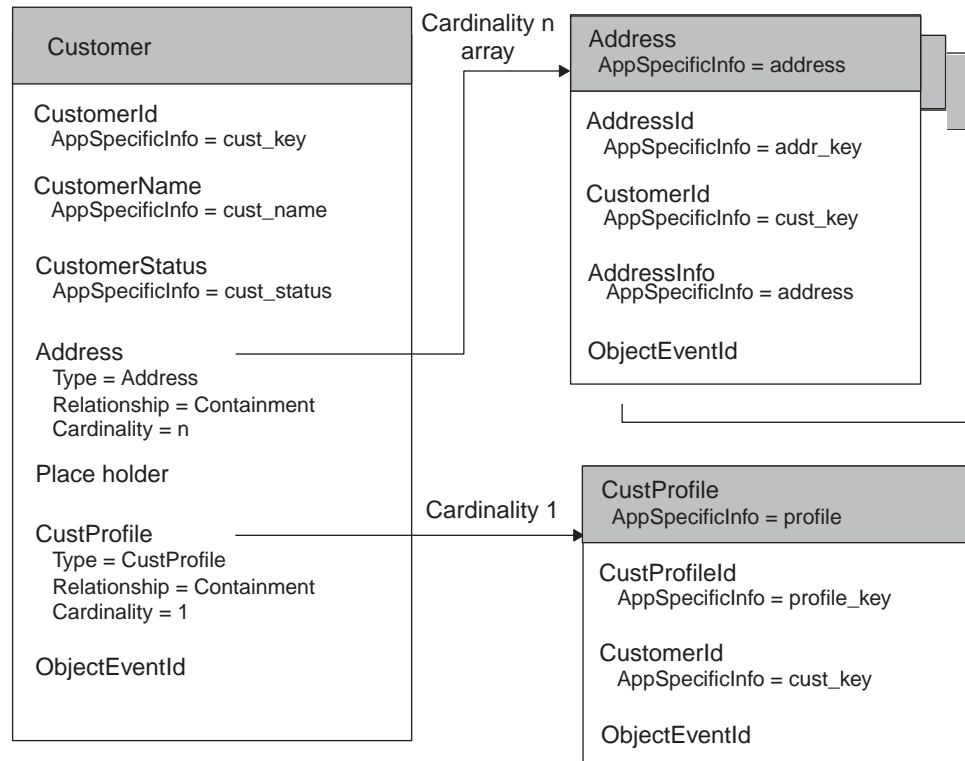 Customer
CustomerId
AppSpecificInfo = cust_key
CustomerName
AppSpecificInfo = cust_name
CustomerStatus
AppSpecificInfo = cust_status
Address
Type = Address
Relationship = Containment
Cardinality = n
Place holder
CustProfile
Type = CustProfile
Relationship = Containment
Cardinality = 1
ObjectEventId
Cardinality n
array
Address
AppSpecificInfo = address
AddressId
AppSpecificInfo = addr_key
CustomerId
AppSpecificInfo = cust_key
AddressInfo
AppSpecificInfo = address
ObjectEventId
Cardinality 1
CustProfile
AppSpecificInfo = profile
CustProfileId
AppSpecificInfo = profile_key
CustomerId
AppSpecificInfo = cust_key
ObjectEventId